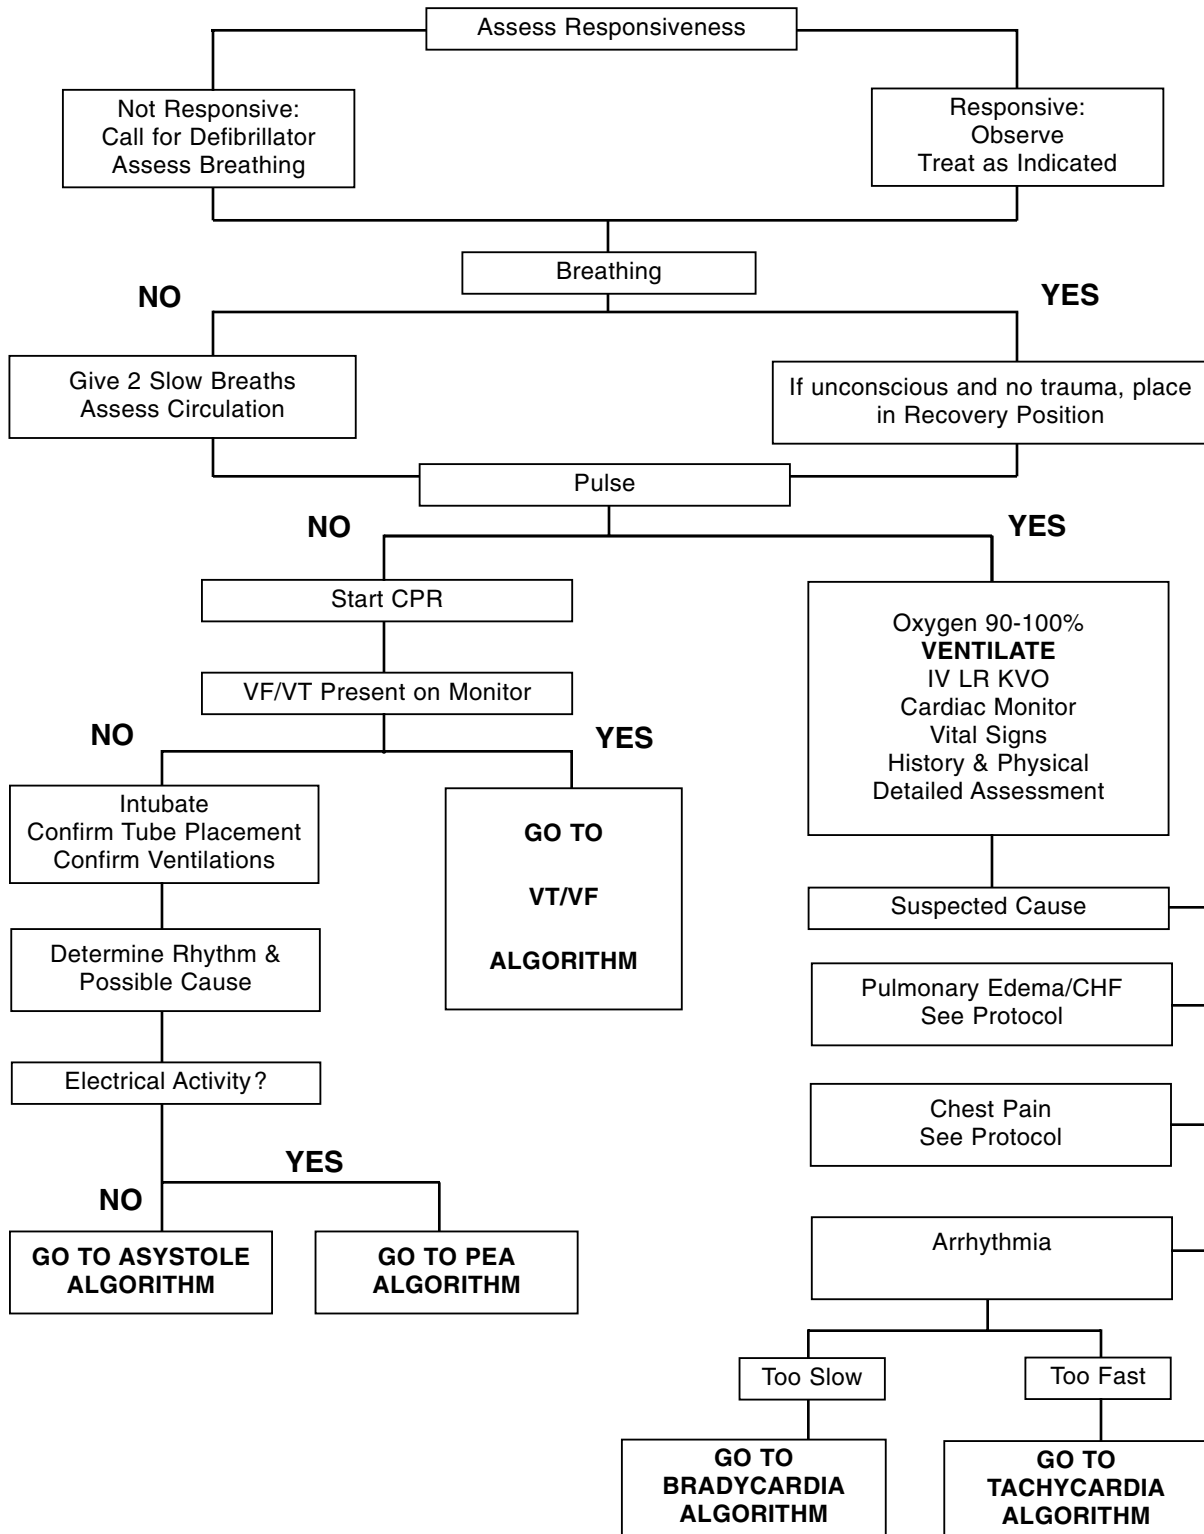 Assess Responsiveness
Not Responsive:
Call for Defibrillator
Assess Breathing
Responsive:
Observe
Treat as Indicated
Breathing
NO
YES
Give 2 Slow Breaths
Assess Circulation
If unconscious and no trauma, place
in Recovery Position
Pulse
NO
YES
Start CPR
Oxygen 90-100%
VENTILATE
IV LR KVO
Cardiac Monitor
Vital Signs
History & Physical
Detailed Assessment
VF/VT Present on Monitor
NO
YES
Intubate
Confirm Tube Placement
Confirm Ventilations
GO TO
VT/VF
ALGORITHM
Suspected Cause
Determine Rhythm &
Possible Cause
Pulmonary Edema/CHF
See Protocol
Electrical Activity?
Chest Pain
See Protocol
YES
NO
GO TO ASYSTOLE
ALGORITHM
GO TO PEA
ALGORITHM
Arrhythmia
Too Slow
Too Fast
GO TO
BRADYCARDIA
ALGORITHM
GO TO
TACHYCARDIA
ALGORITHM